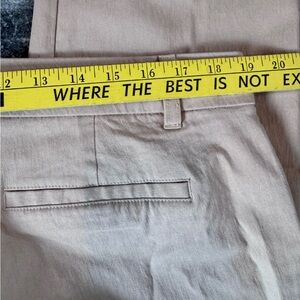 12 13 14 15 16 17 18 19 20
WHERE THE BEST IS NOT EX